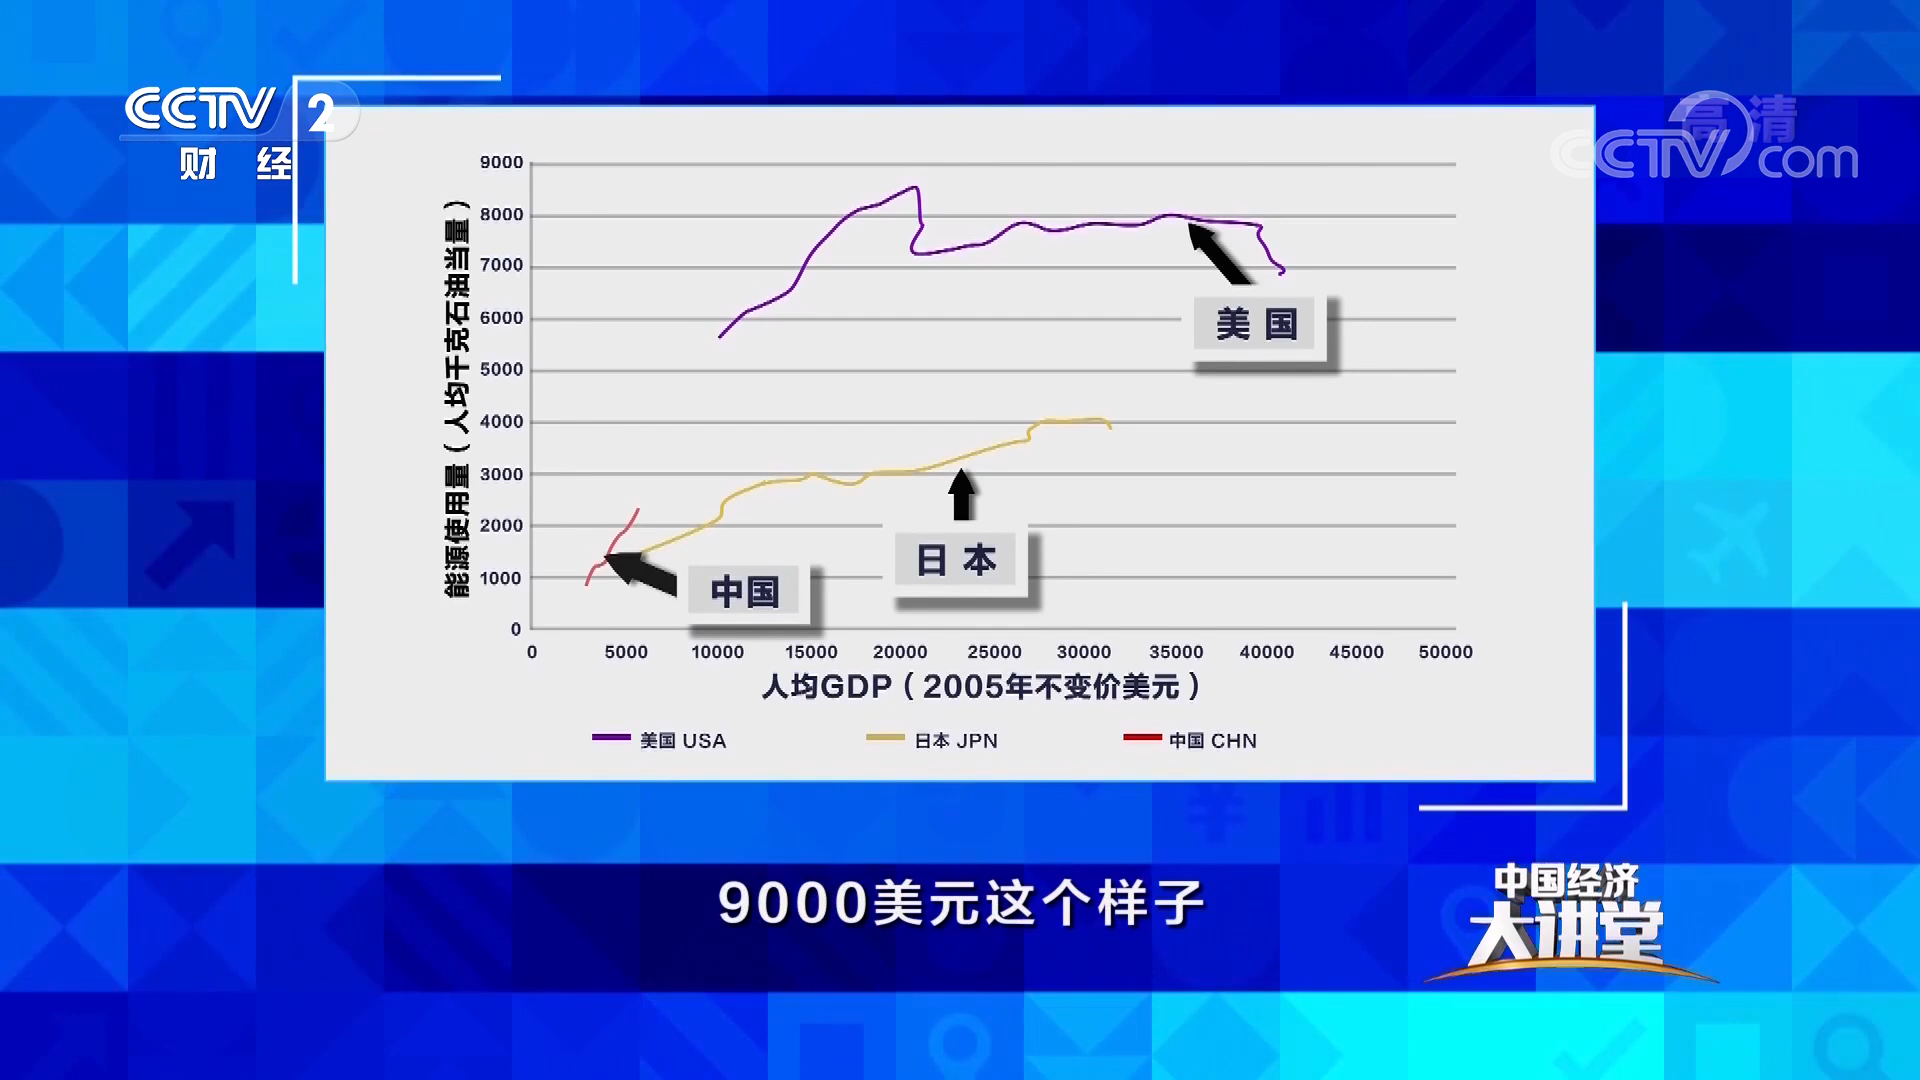 CCTV 2
财 经
高清
CCTV.com
能源使用量（人均千克石油当量）
9000
8000
7000
6000
5000
4000
3000
2000
1000
0
美国
日本
中国
0 5000 10000 15000 20000 25000 30000 35000 40000 45000 50000
人均GDP（2005年不变价美元）
美国 USA 日本 JPN 中国 CHN
9000美元这个样子
中国经济
大讲堂